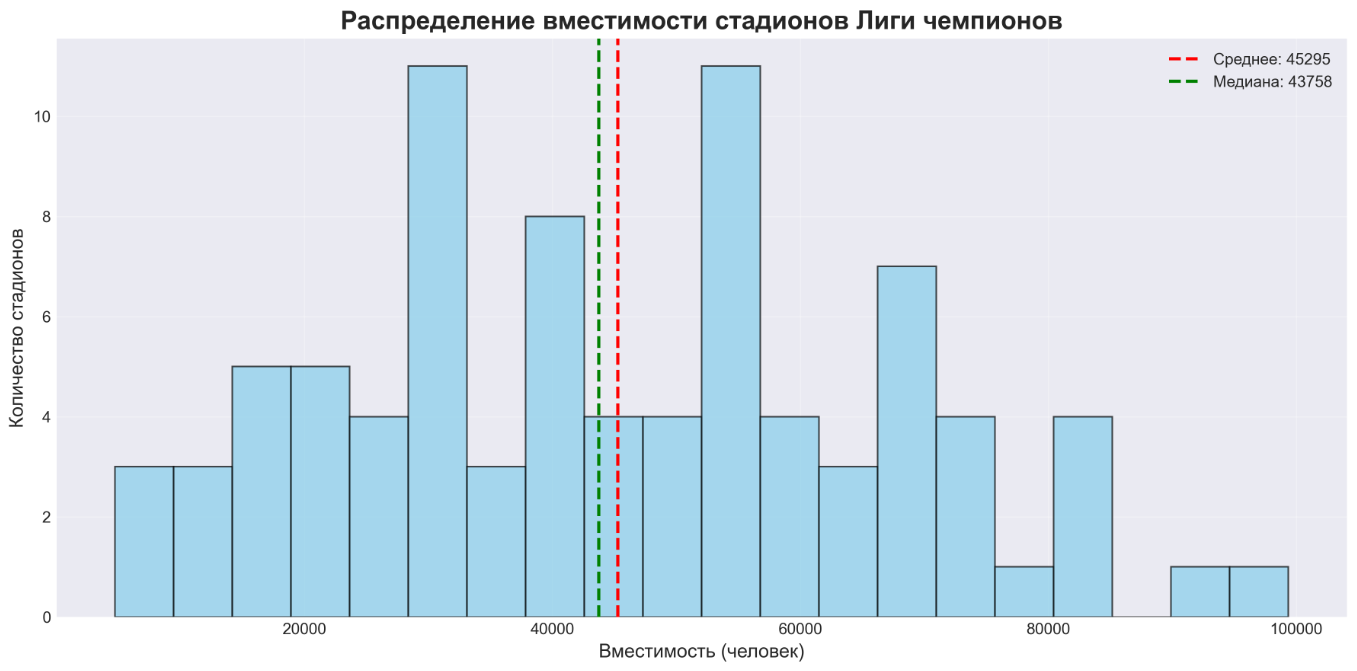 Распределение вместимости стадионов Лиги чемпионов
Среднее: 45295
Медиана: 43758
Количество стадионов
10
8
6
4
2
0
20000 40000 60000 80000 100000
Вместимость (человек)